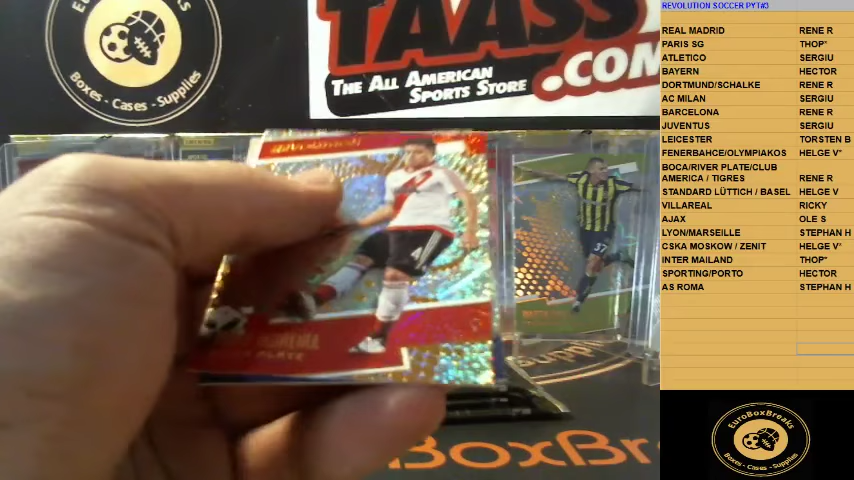 EuroBoxBreaks
Boxes - Cases - Supplies
TAASS
.COM
THE ALL AMERICAN
SPORTS STORE
4
37
BoxBr
REVOLUTION SOCCER PYT#3
REAL MADRID RENE R
PARIS SG THOP*
ATLETICO SERGIU
BAYERN HECTOR
DORTMUND/SCHALKE RENE R
AC MILAN SERGIU
BARCELONA RENE R
JUVENTUS SERGIU
LEICESTER TORSTEN B
FENERBAHCE/OLYMPIAKOS HELGE V*
BOCA/RIVER PLATE/CLUB
AMERICA / TIGRES RENE R
STANDARD LÜTTICH / BASEL HELGE V
VILLAREAL RICKY
AJAX OLE S
LYON/MARSEILLE STEPHAN H
CSKA MOSKOW / ZENIT HELGE V*
INTER MAILAND THOP*
SPORTING/PORTO HECTOR
AS ROMA STEPHAN H
EuroBoxBreaks
Boxes - Cases - Supplies